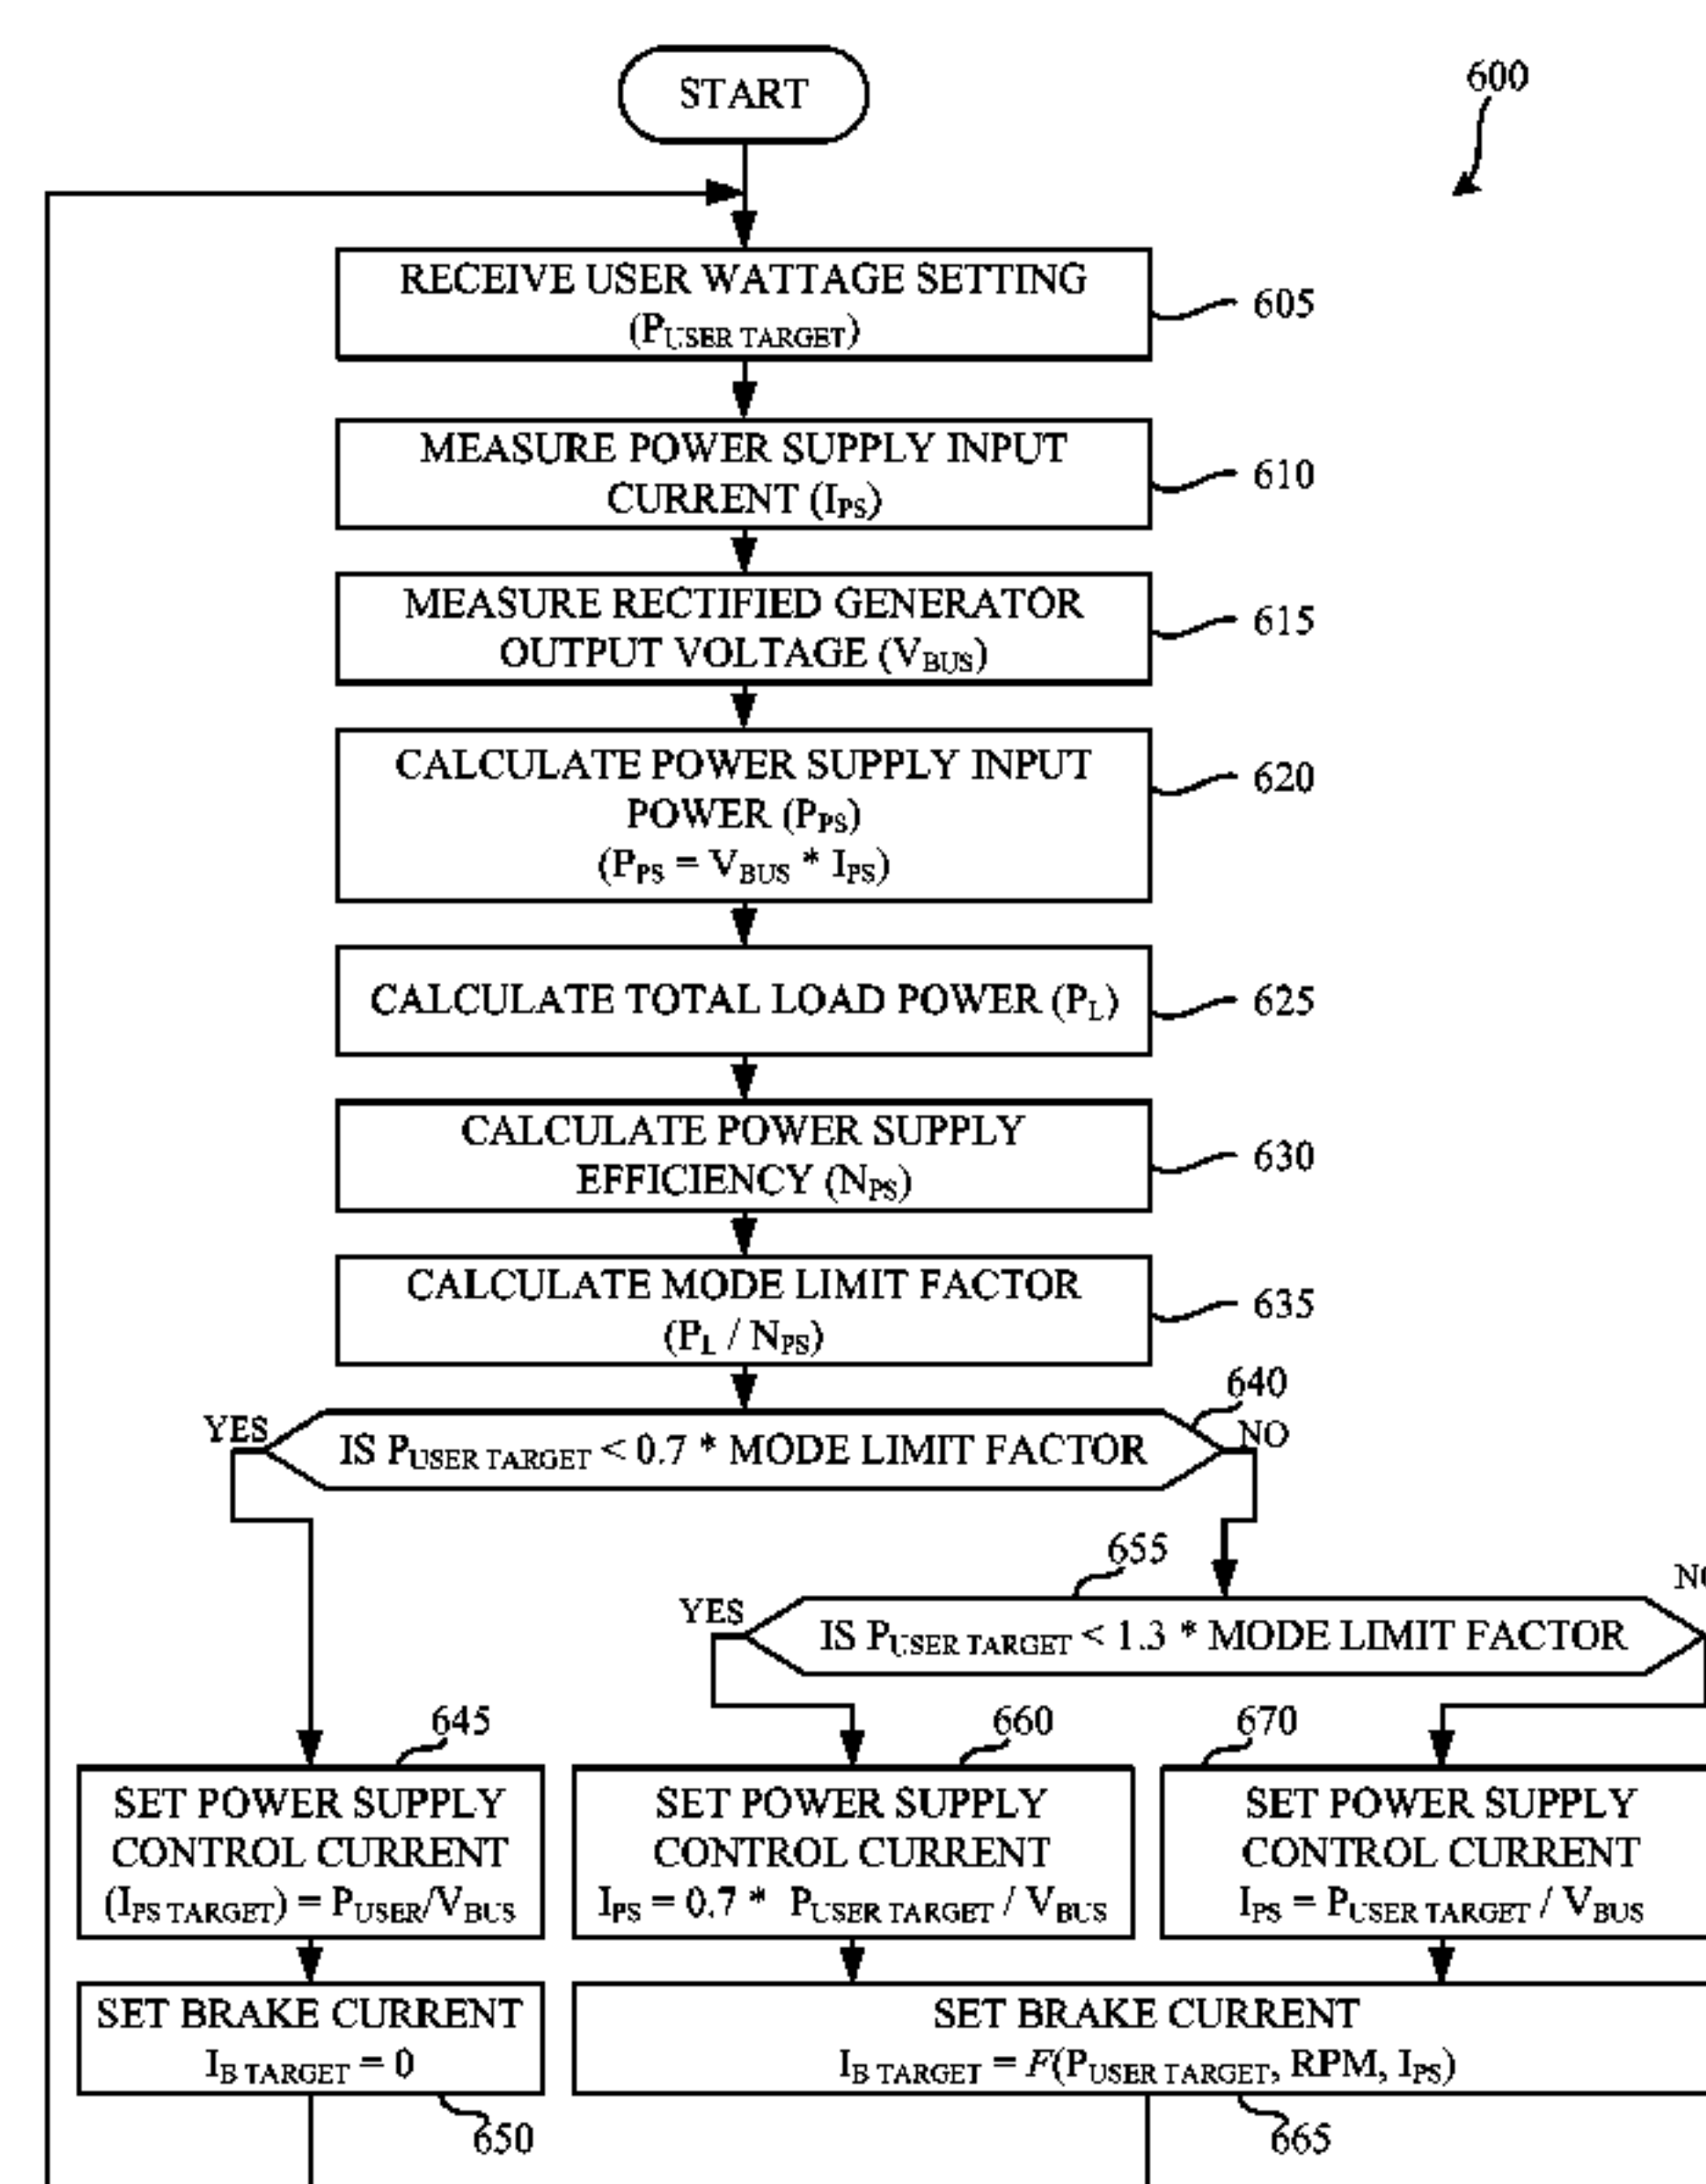 START
600
RECEIVE USER WATTAGE SETTING
(PUSER TARGET)
605
MEASURE POWER SUPPLY INPUT
CURRENT (IPS)
610
MEASURE RECTIFIED GENERATOR
OUTPUT VOLTAGE (VBUS)
615
CALCULATE POWER SUPPLY INPUT
POWER (PPS)
(PPS = VBUS * IPS)
620
CALCULATE TOTAL LOAD POWER (PL)
625
CALCULATE POWER SUPPLY
EFFICIENCY (NPS)
630
CALCULATE MODE LIMIT FACTOR
(PL / NPS)
635
640
YES
IS PUSER TARGET < 0.7 * MODE LIMIT FACTOR
NO
655
YES
IS PUSER TARGET < 1.3 * MODE LIMIT FACTOR
645
SET POWER SUPPLY
CONTROL CURRENT
(IPS TARGET) = PUSER/VBUS
660
SET POWER SUPPLY
CONTROL CURRENT
IPS = 0.7 * PUSER TARGET / VBUS
670
SET POWER SUPPLY
CONTROL CURRENT
IPS = PUSER TARGET / VBUS
SET BRAKE CURRENT
IB TARGET = 0
650
SET BRAKE CURRENT
IB TARGET = F(PUSER TARGET, RPM, IPS)
665